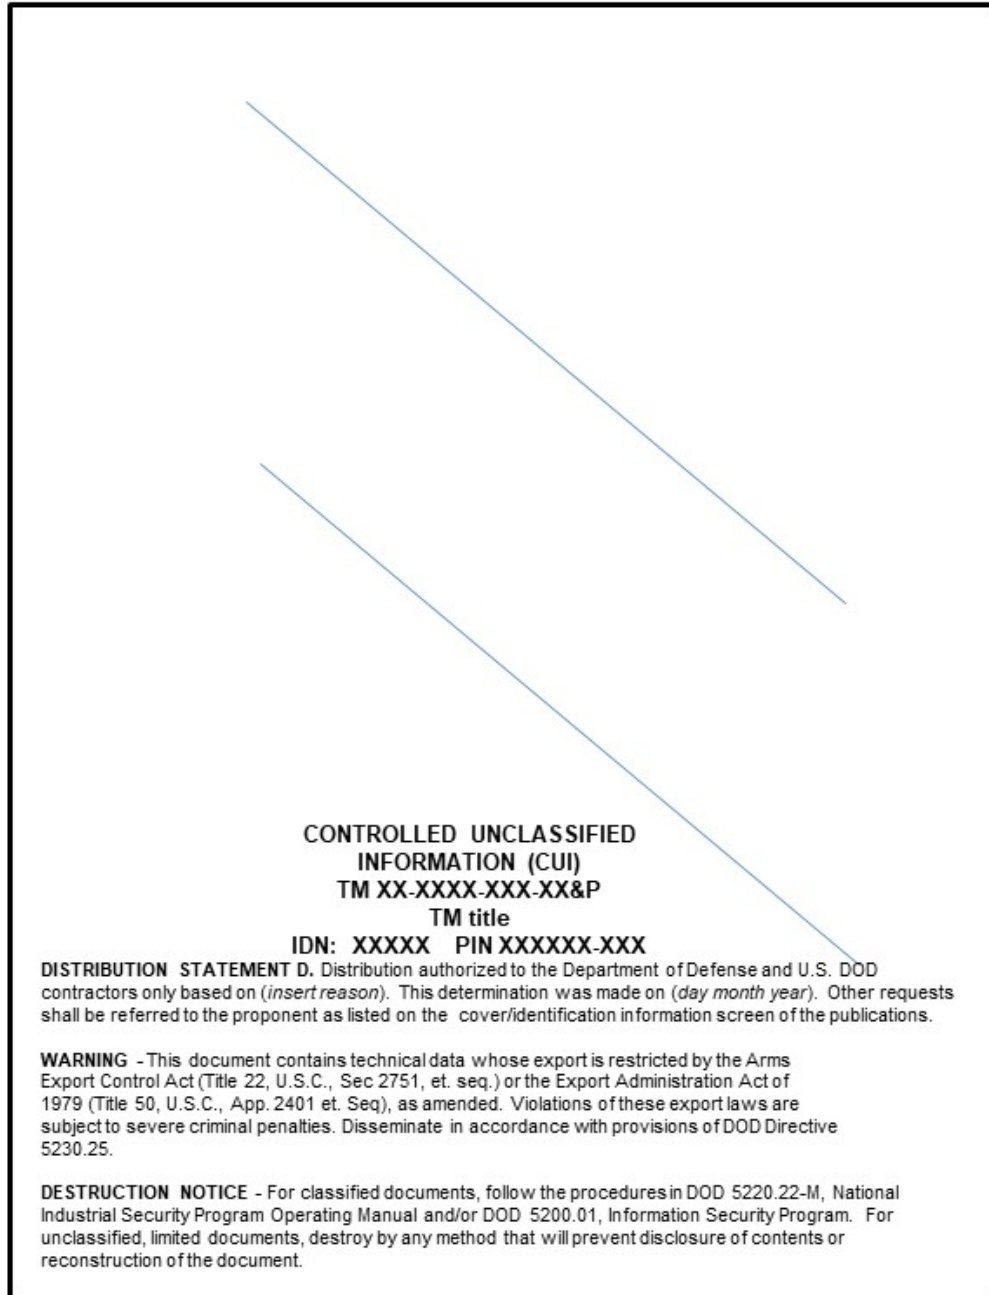 CONTROLLED UNCLASSIFIED
INFORMATION (CUI)
TM XX-XXXX-XXX-XX&P
TM title
IDN: XXXXX PIN XXXXXX-XXX
DISTRIBUTION STATEMENT D. Distribution authorized to the Department of Defense and U.S. DOD
contractors only based on (insert reason). This determination was made on (day month year). Other requests
shall be referred to the proponent as listed on the cover/identification information screen of the publications.
WARNING - This document contains technical data whose export is restricted by the Arms
Export Control Act (Title 22, U.S.C., Sec 2751, et. seq.) or the Export Administration Act of
1979 (Title 50, U.S.C., App. 2401 et. Seq), as amended. Violations of these export laws are
subject to severe criminal penalties. Disseminate in accordance with provisions of DOD Directive
5230.25.
DESTRUCTION NOTICE - For classified documents, follow the procedures in DOD 5220.22-M, National
Industrial Security Program Operating Manual and/or DOD 5200.01, Information Security Program. For
unclassified, limited documents, destroy by any method that will prevent disclosure of contents or
reconstruction of the document.